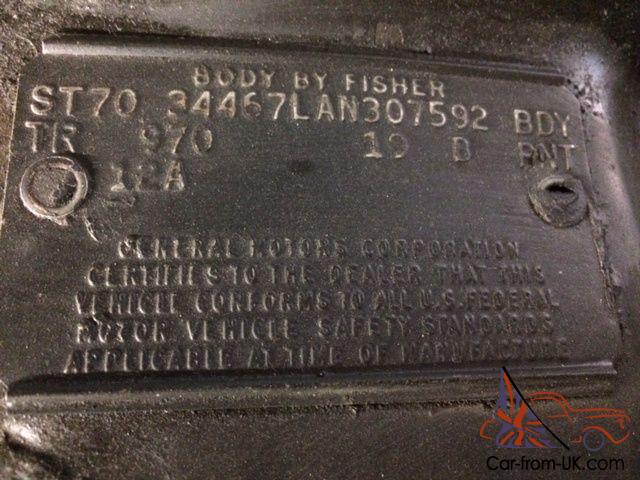 BODY BY FISHER
ST70 34467LAN307592 BDY
TR 970 19 B PNT
12A
GENERAL MOTORS CORPORATION
CERTIFIES TO THE DEALER THAT THIS
VEHICLE CONFORMS TO ALL U.S. FEDERAL
MOTOR VEHICLE SAFETY STANDARDS
APPLICABLE AT TIME OF MANUFACTURE
Car-from-UK.com